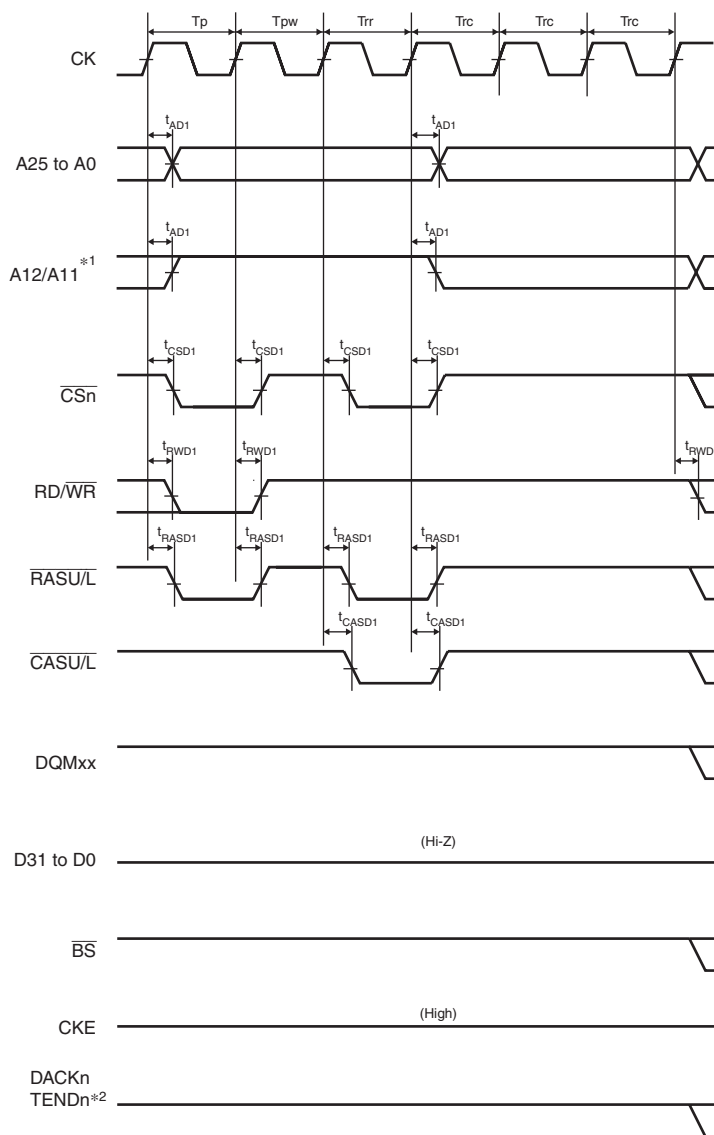 Tp Tpw Trr Trc Trc Trc
CK
tAD1 tAD1
A25 to A0
tAD1 tAD1
A12/A11*1
tCSD1 tCSD1 tCSD1 tCSD1
CSn
tRWD1 tRWD1 tRWD
RD/WR
tRASD1 tRASD1 tRASD1 tRASD1
RASU/L
tCASD1 tCASD1
CASU/L
DQMxx
(Hi-Z)
D31 to D0
BS
(High)
CKE
DACKn
TENDn*2